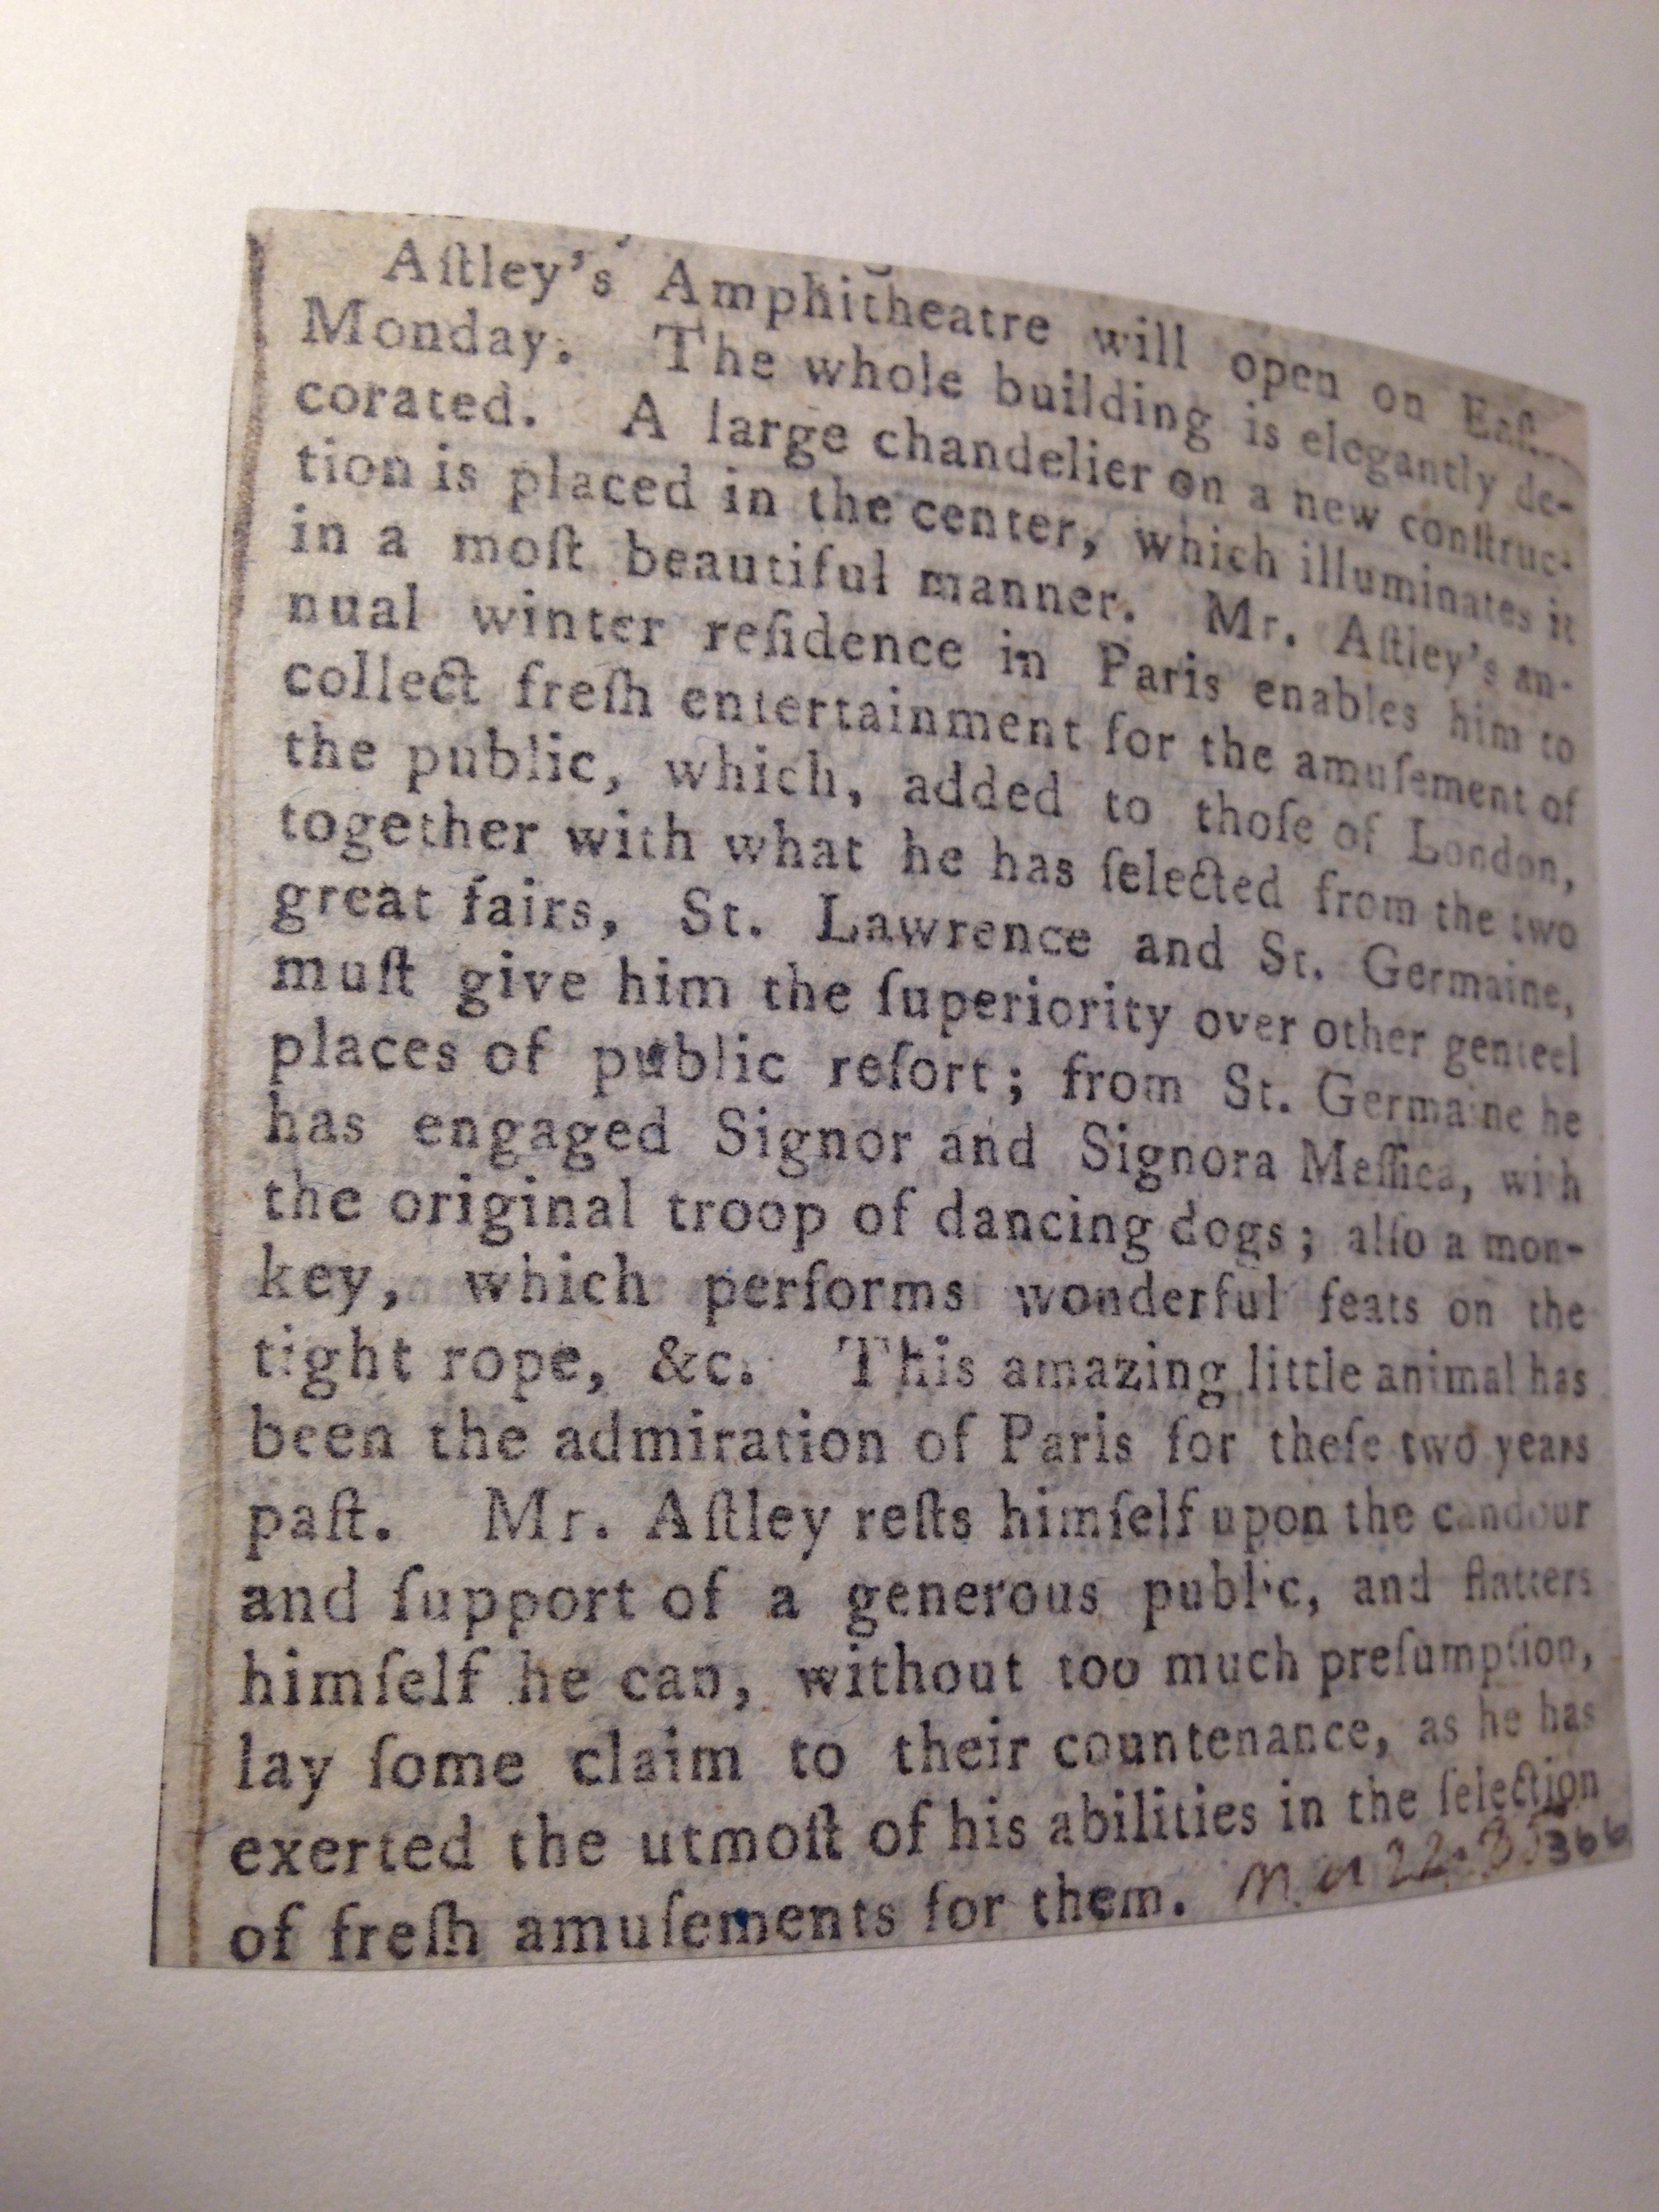 Aſtley's Amphitheatre will open on Eaſ
Monday. The whole building is elegantly de-
corated. A large chandelier on a new conſtruc-
tion is placed in the center, which illuminates it
in a moſt beautiful manner. Mr. Aſtley's an-
nual winter reſidence in Paris enables him to
collect freſh entertainment for the amuſement of
the public, which, added to thoſe of London,
together with what he has ſelected from the two
great fairs, St. Lawrence and St. Germaine,
muſt give him the ſuperiority over other genteel
places of public reſort; from St. Germaine he
has engaged Signor and Signora Meſſica, with
the original troop of dancing dogs; alſo a mon-
key, which performs wonderful feats on the
tight rope, &c. This amazing little animal has
been the admiration of Paris for theſe two years
paſt. Mr. Aſtley reſts himſelf upon the candour
and ſupport of a generous public, and flatters
himſelf he can, without too much preſumption,
lay ſome claim to their countenance, as he has
exerted the utmoſt of his abilities in the ſelection
of freſh amuſements for them. 22. 85 366